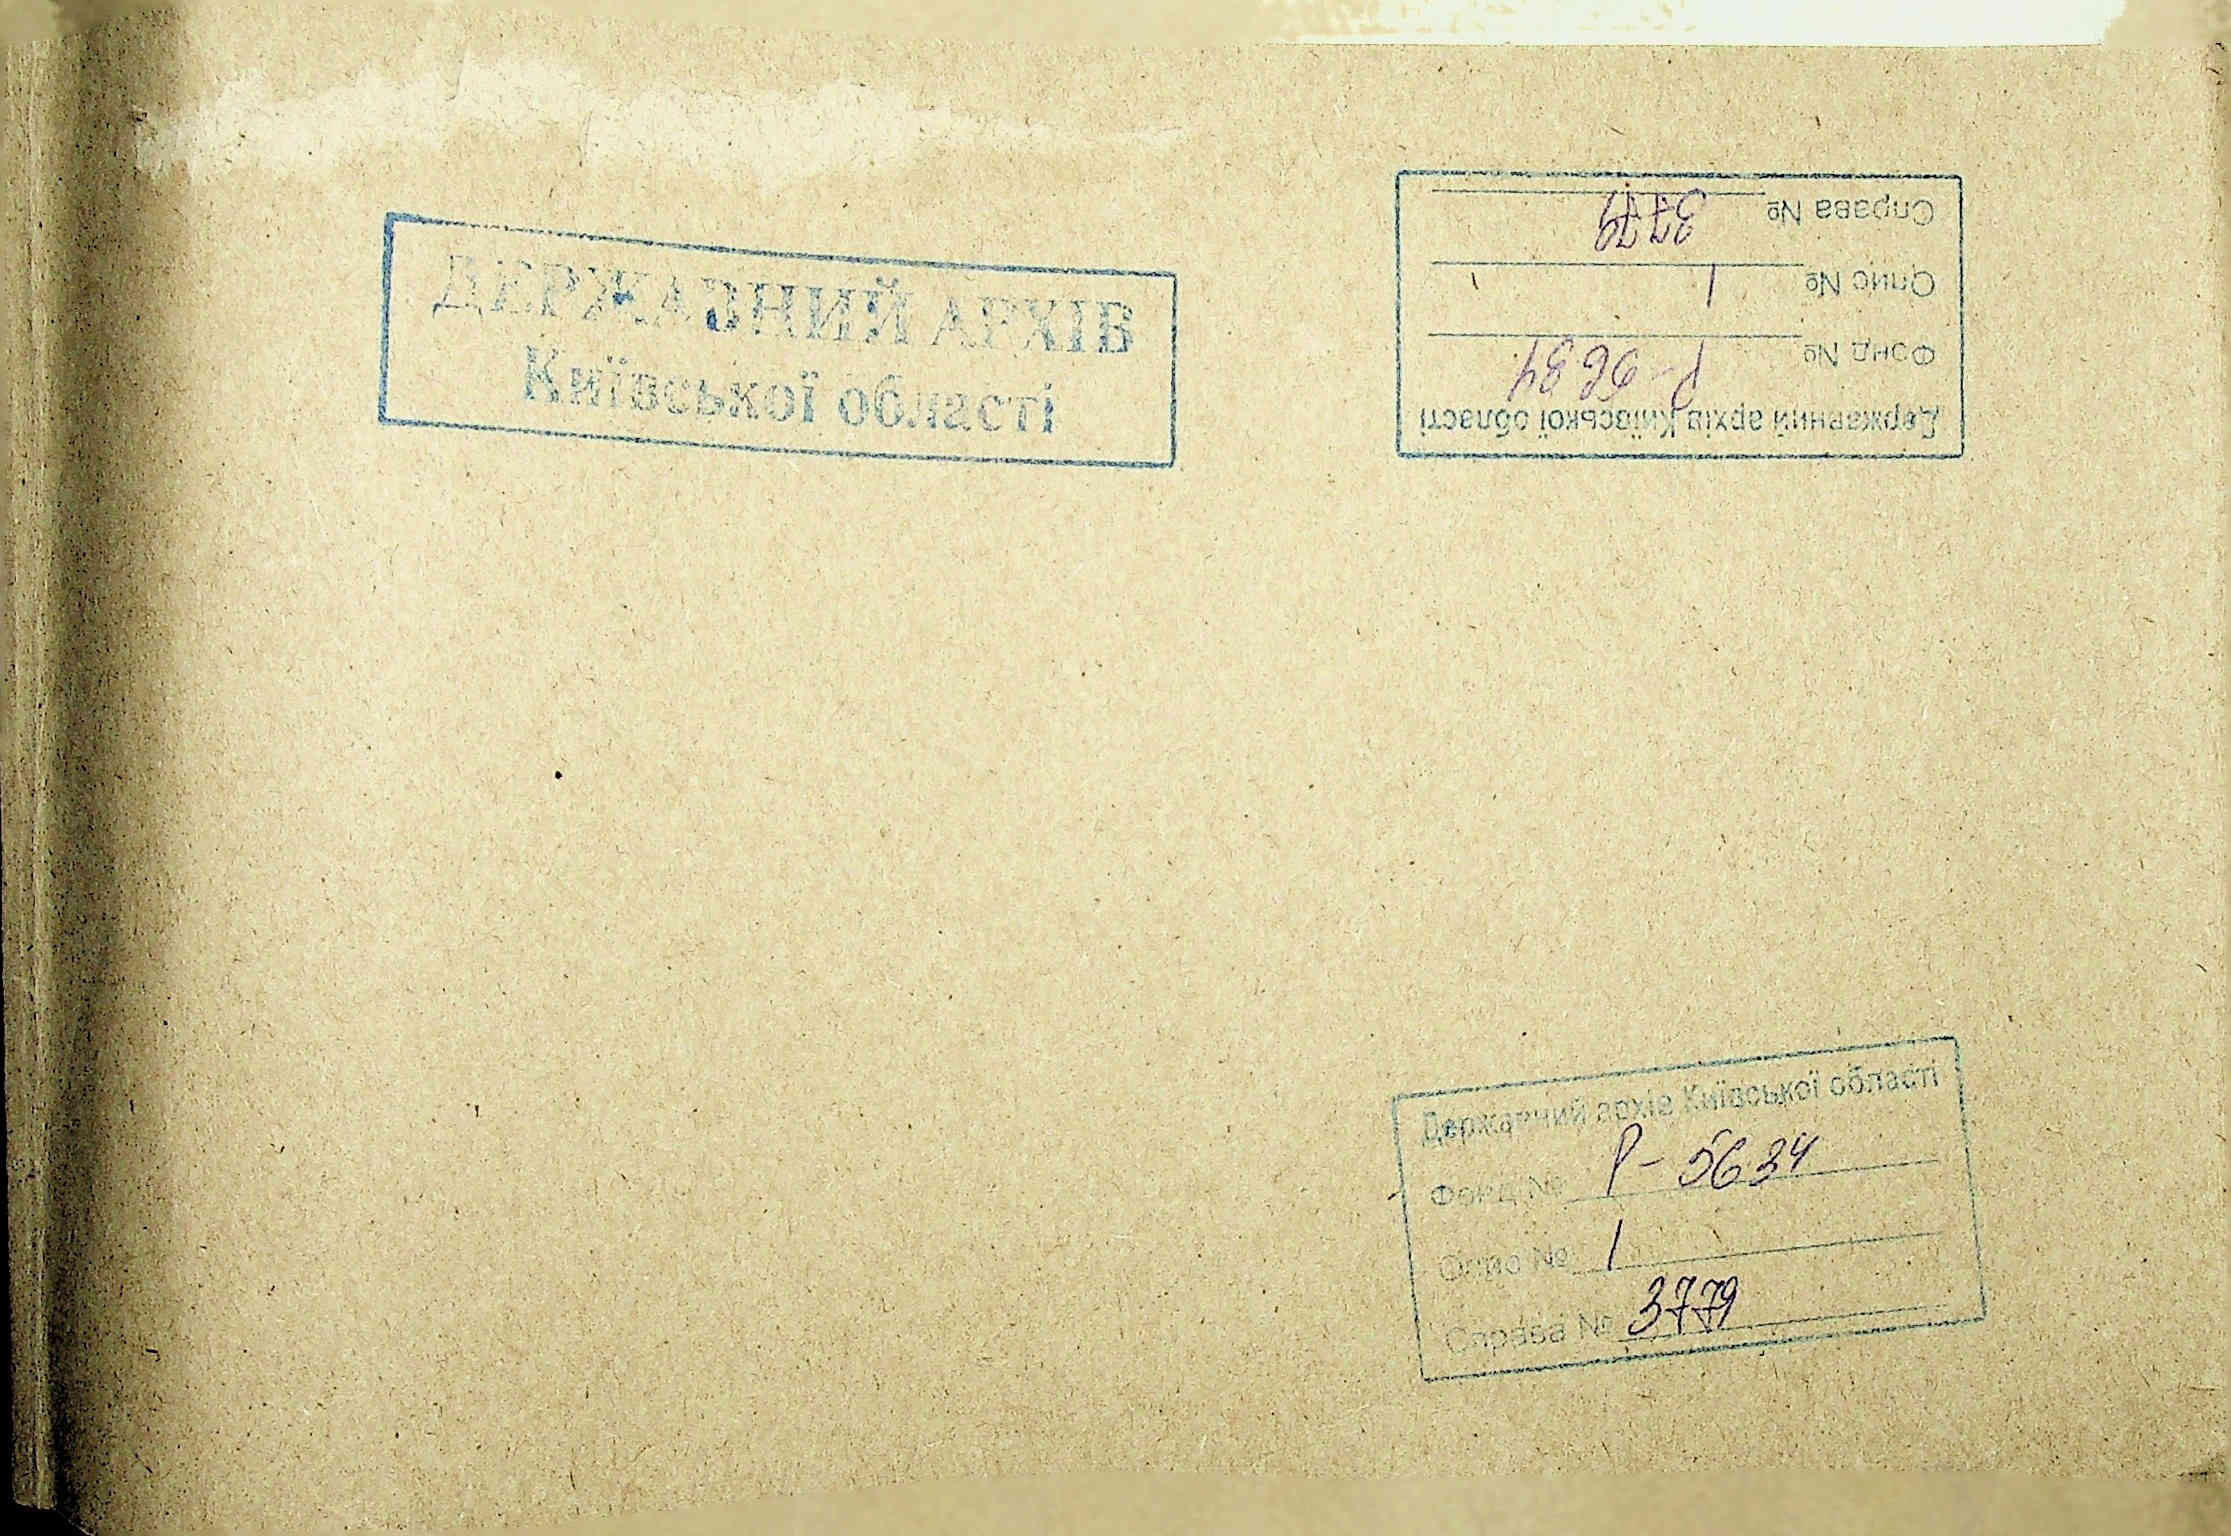 ДЕРЖАВНИЙ АРХІВ
Київської області
Державний архів Київської області
Фонд № Р-5634
Опис № 1
Справа № 3779
Державний архів Київської області
Фонд № Р-5634
Опис № 1
Справа № 3779